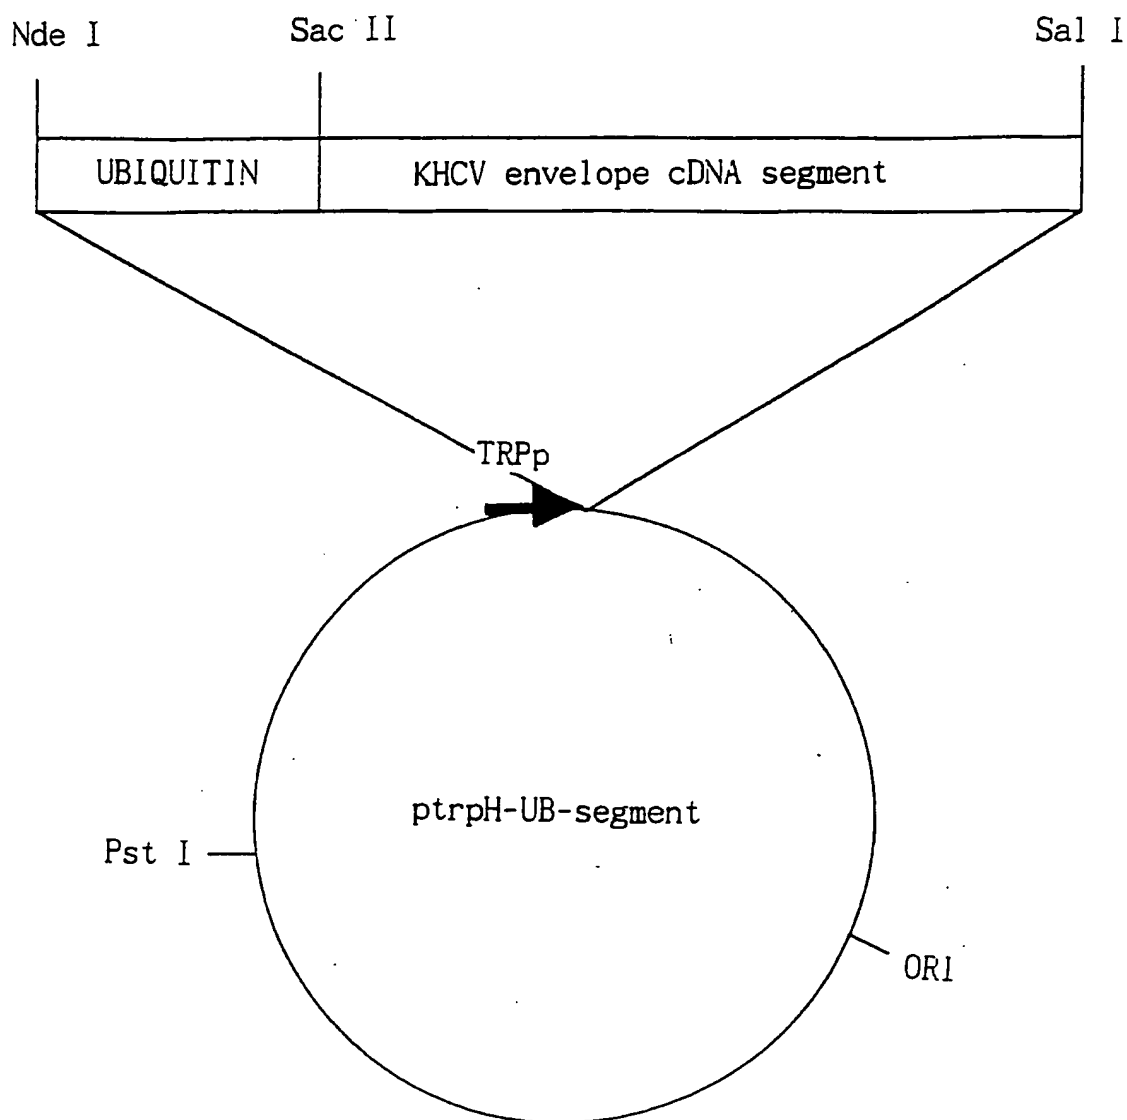 Nde I
Sac II
Sal I
UBIQUITIN
KHCV envelope cDNA segment
TRPp
ptrpH-UB-segment
Pst I
ORI